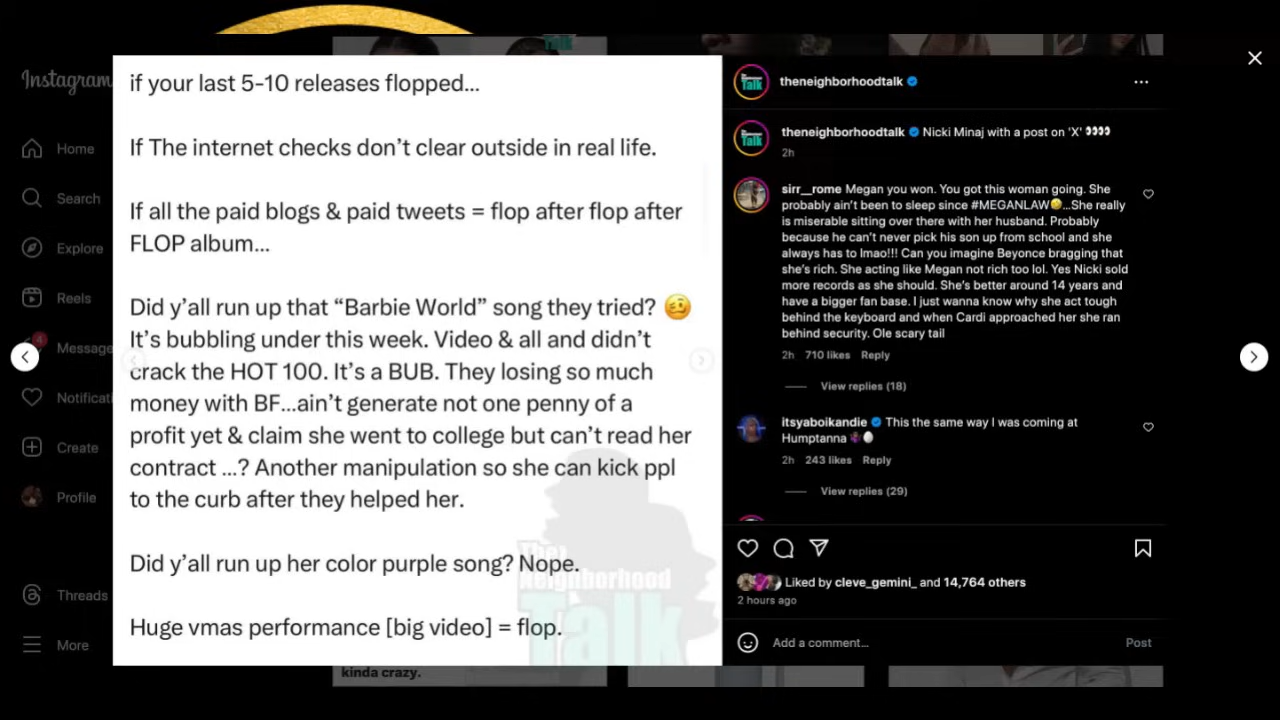 Talk
Instagram
Home
Search
Explore
Reels
4
Message
Notificati
Create
Profile
Threads
More
if your last 5-10 releases flopped...
If The internet checks don't clear outside in real life.
If all the paid blogs & paid tweets = flop after flop after
FLOP album...
Did y'all run up that "Barbie World" song they tried? 🥴
It's bubbling under this week. Video & all and didn't
crack the HOT 100. It's a BUB. They losing so much
money with BF...ain't generate not one penny of a
profit yet & claim she went to college but can't read her
contract ...? Another manipulation so she can kick ppl
to the curb after they helped her.
Did y'all run up her color purple song? Nope.
Huge vmas performance [big video] = flop.
The
Neighborhood
Talk
kinda crazy.
Talk
theneighborhoodtalk
Talk
theneighborhoodtalk Nicki Minaj with a post on 'X' 👀👀
2h
sirr__rome Megan you won. You got this woman going. She
probably ain't been to sleep since #MEGANLAW🤣...She really
is miserable sitting over there with her husband. Probably
because he can't never pick his son up from school and she
always has to lmao!!! Can you imagine Beyonce bragging that
she's rich. She acting like Megan not rich too lol. Yes Nicki sold
more records as she should. She's better around 14 years and
have a bigger fan base. I just wanna know why she act tough
behind the keyboard and when Cardi approached her she ran
behind security. Ole scary tail
2h 710 likes Reply
View replies (18)
itsyaboikandie This the same way I was coming at
Humptanna
2h 243 likes Reply
View replies (29)
Liked by cleve_gemini_ and 14,764 others
2 hours ago
Add a comment...
Post